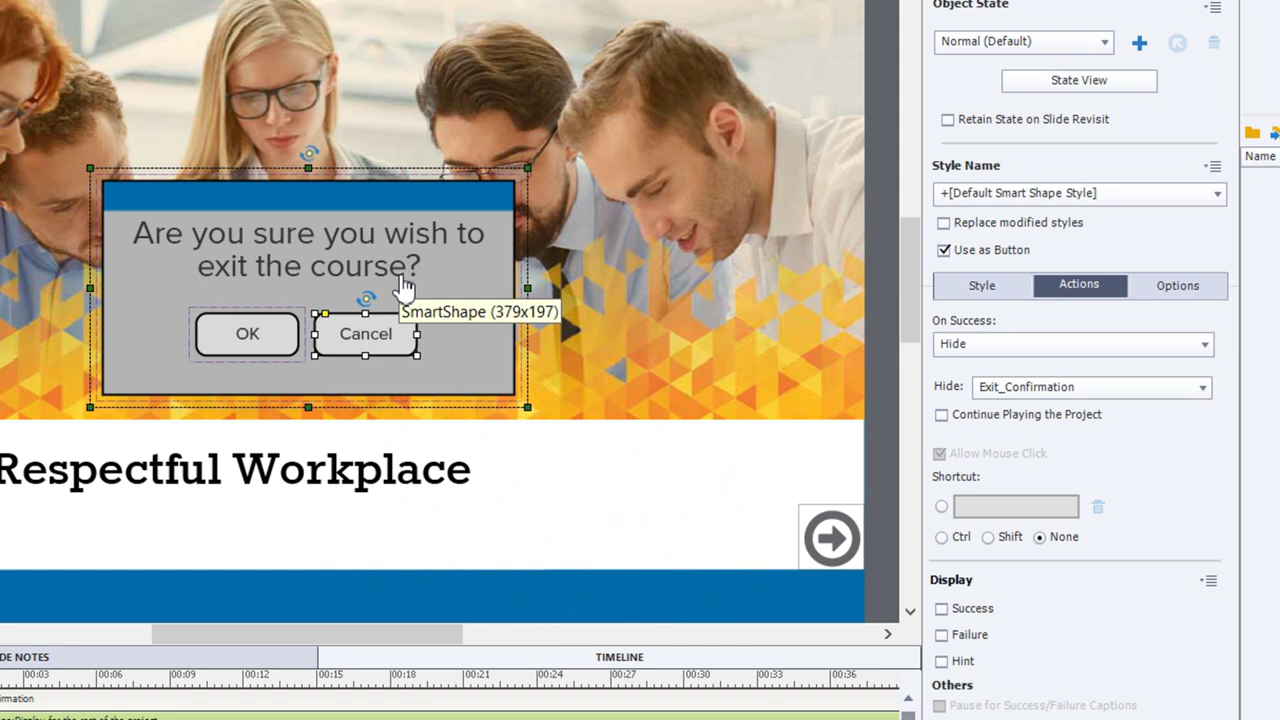 Object State
Normal (Default)
State View
Retain State on Slide Revisit
Style Name
+[Default Smart Shape Style]
Replace modified styles
Use as Button
Style Actions Options
On Success:
Hide
Hide: Exit_Confirmation
Continue Playing the Project
Allow Mouse Click
Shortcut:
Ctrl Shift None
Display
Success
Failure
Hint
Others
Pause for Success/Failure Captions
Name
Are you sure you wish to
exit the course?
SmartShape (379x197)
OK Cancel
Respectful Workplace
DE NOTES TIMELINE
00:03 00:06 00:09 00:12 00:15 00:18 00:21 00:24 00:27 00:30 00:33 00:36
irmation